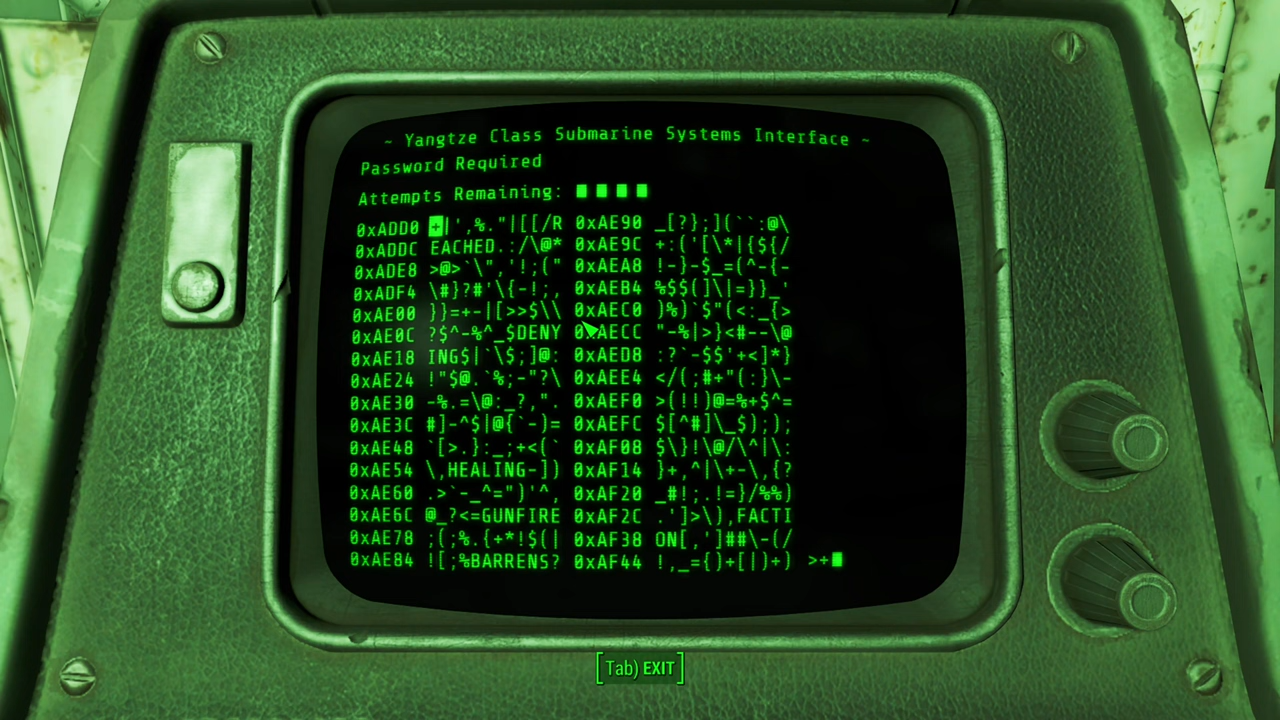 ~ Yangtze Class Submarine Systems Interface ~
Password Required
Attempts Remaining: ■ ■ ■ ■
0xADD0 +|',%."|[[/R 0xAE90 _[?};](``:@\
0xADDC EACHED.:/\@* 0xAE9C +:('[\*|{${/
0xADE8 >@>`\","'!;(" 0xAEA8 !-}-$_=(^-{-
0xADF4 \#}?#'\{-!;, 0xAEB4 %$$(]\|=}}_'
0xAE00 }}=+-|[>>$\\ 0xAEC0 )%)`$"(<:_{>
0xAE0C ?$^-%^_$DENY 0xAECC "-%|>}<#--\@
0xAE18 ING$|`\$;]@: 0xAED8 :?`-$$'+<]*}
0xAE24 !"$@.`%;-"?\ 0xAEE4 </(;#+"(:}\-
0xAE30 -%.=\@:_?,". 0xAEF0 >(!!)@=%+$^=
0xAE3C #]-^$|@{`-)= 0xAEFC $[^#]\_$););
0xAE48 `[>.}:_;+<(` 0xAF08 $\}!\@/\^|\:
0xAE54 \,HEALING-]) 0xAF14 }+,^|\+-\,{?
0xAE60 .>`-_^=")'^, 0xAF20 _#!;.!=}/%%)
0xAE6C @_?<=GUNFIRE 0xAF2C .']>\),FACTI
0xAE78 ;(;%.{+*!$(| 0xAF38 ON[,']##\-(/
0xAE84 ![;%BARRENS? 0xAF44 !,_={)+[|)+) >+■
[Tab) EXIT]